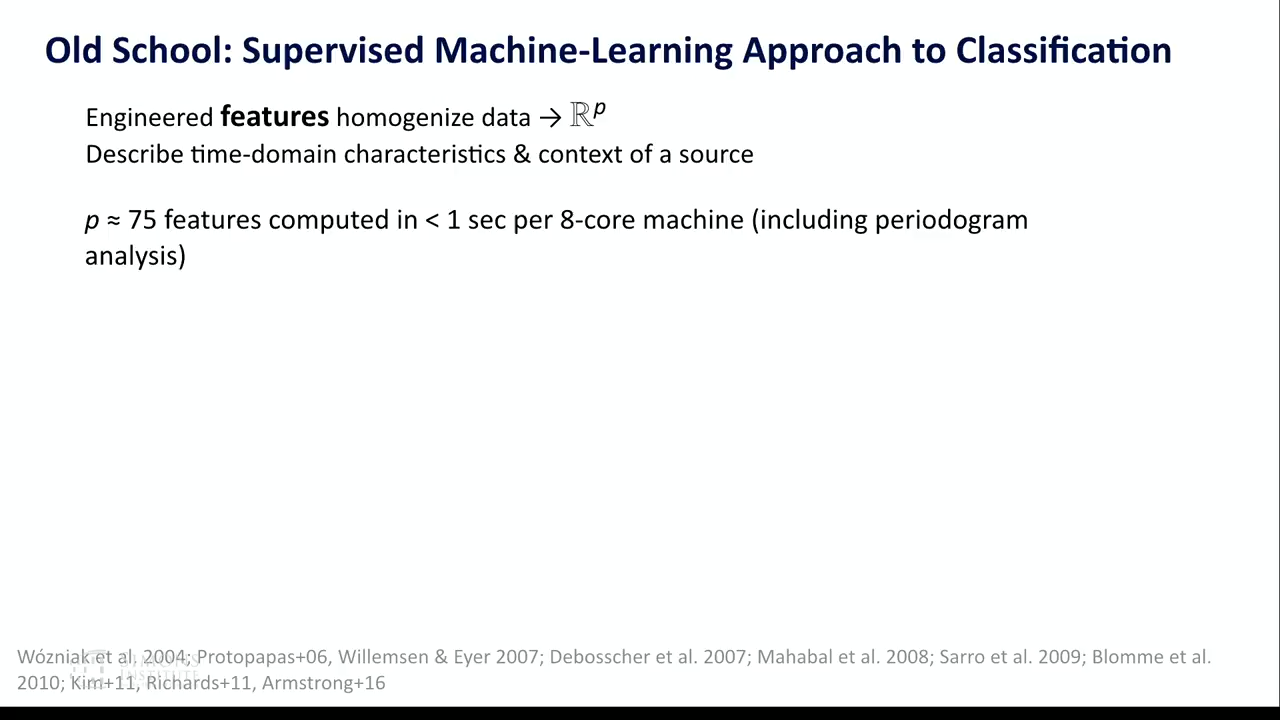 Old School: Supervised Machine-Learning Approach to Classification
Engineered features homogenize data → ℝᵖ
Describe time-domain characteristics & context of a source
p ≈ 75 features computed in < 1 sec per 8-core machine (including periodogram
analysis)
Wózniak et al. 2004; Protopapas+06, Willemsen & Eyer 2007; Debosscher et al. 2007; Mahabal et al. 2008; Sarro et al. 2009; Blomme et al.
2010; Kim+11, Richards+11, Armstrong+16
SIMONS
INSTITUTE